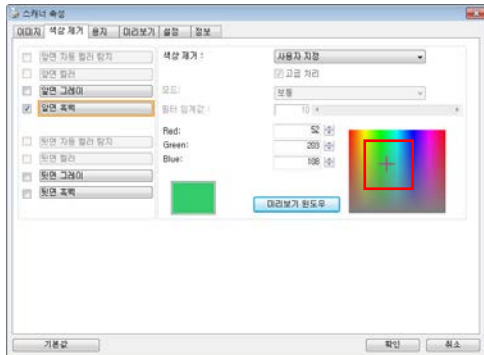 스캐너 속성
이미지 색상 제거 용지 미리보기 설정 정보
앞면 자동 컬러 탐지
앞면 컬러
앞면 그레이
앞면 흑백
뒷면 자동 컬러 탐지
뒷면 컬러
뒷면 그레이
뒷면 흑백
색상 제거 : 사용자 지정
고급 처리
모드: 보통
필터 임계값 : 10
Red: 52
Green: 203
Blue: 108
미리보기 윈도우
기본값 확인 취소